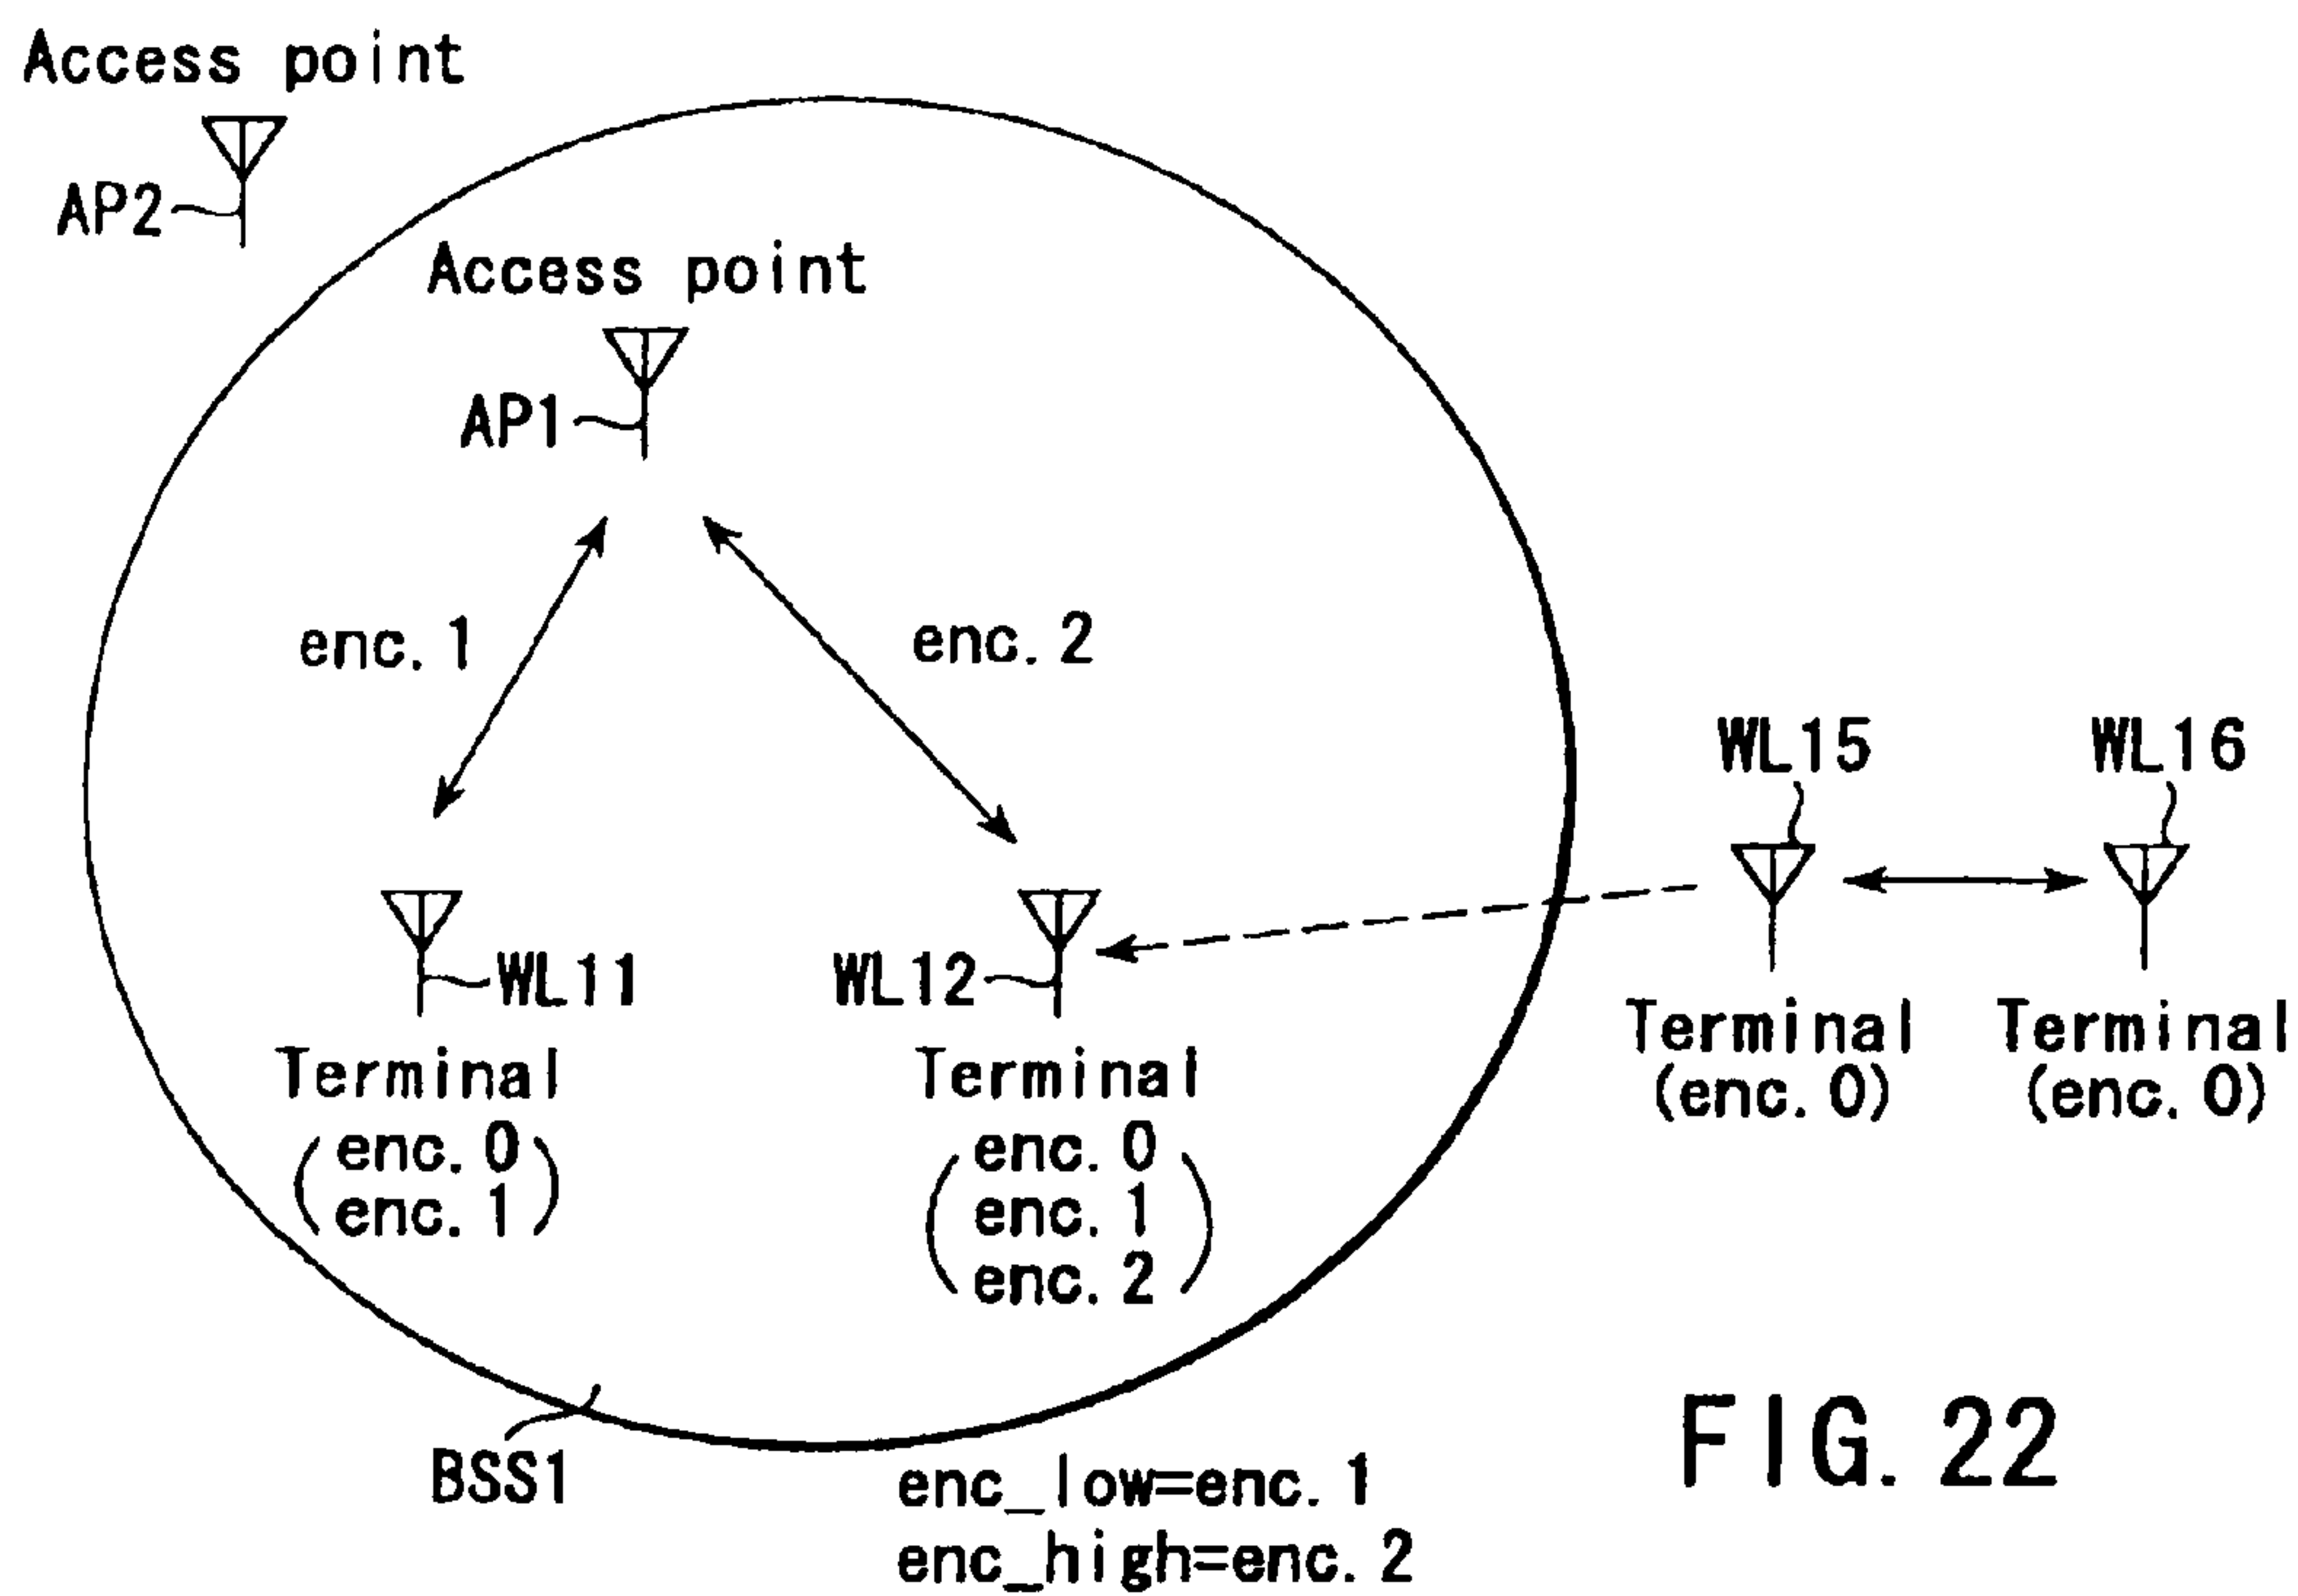 Access point
AP2
Access point
AP1
enc. 1
enc. 2
WL15
WL16
WL11
WL12
Terminal
(enc. 0)
Terminal
(enc. 0)
Terminal
(enc. 0
enc. 1)
Terminal
(enc. 0
enc. 1
enc. 2)
BSS1
enc_low=enc. 1
enc_high=enc. 2
FIG. 22